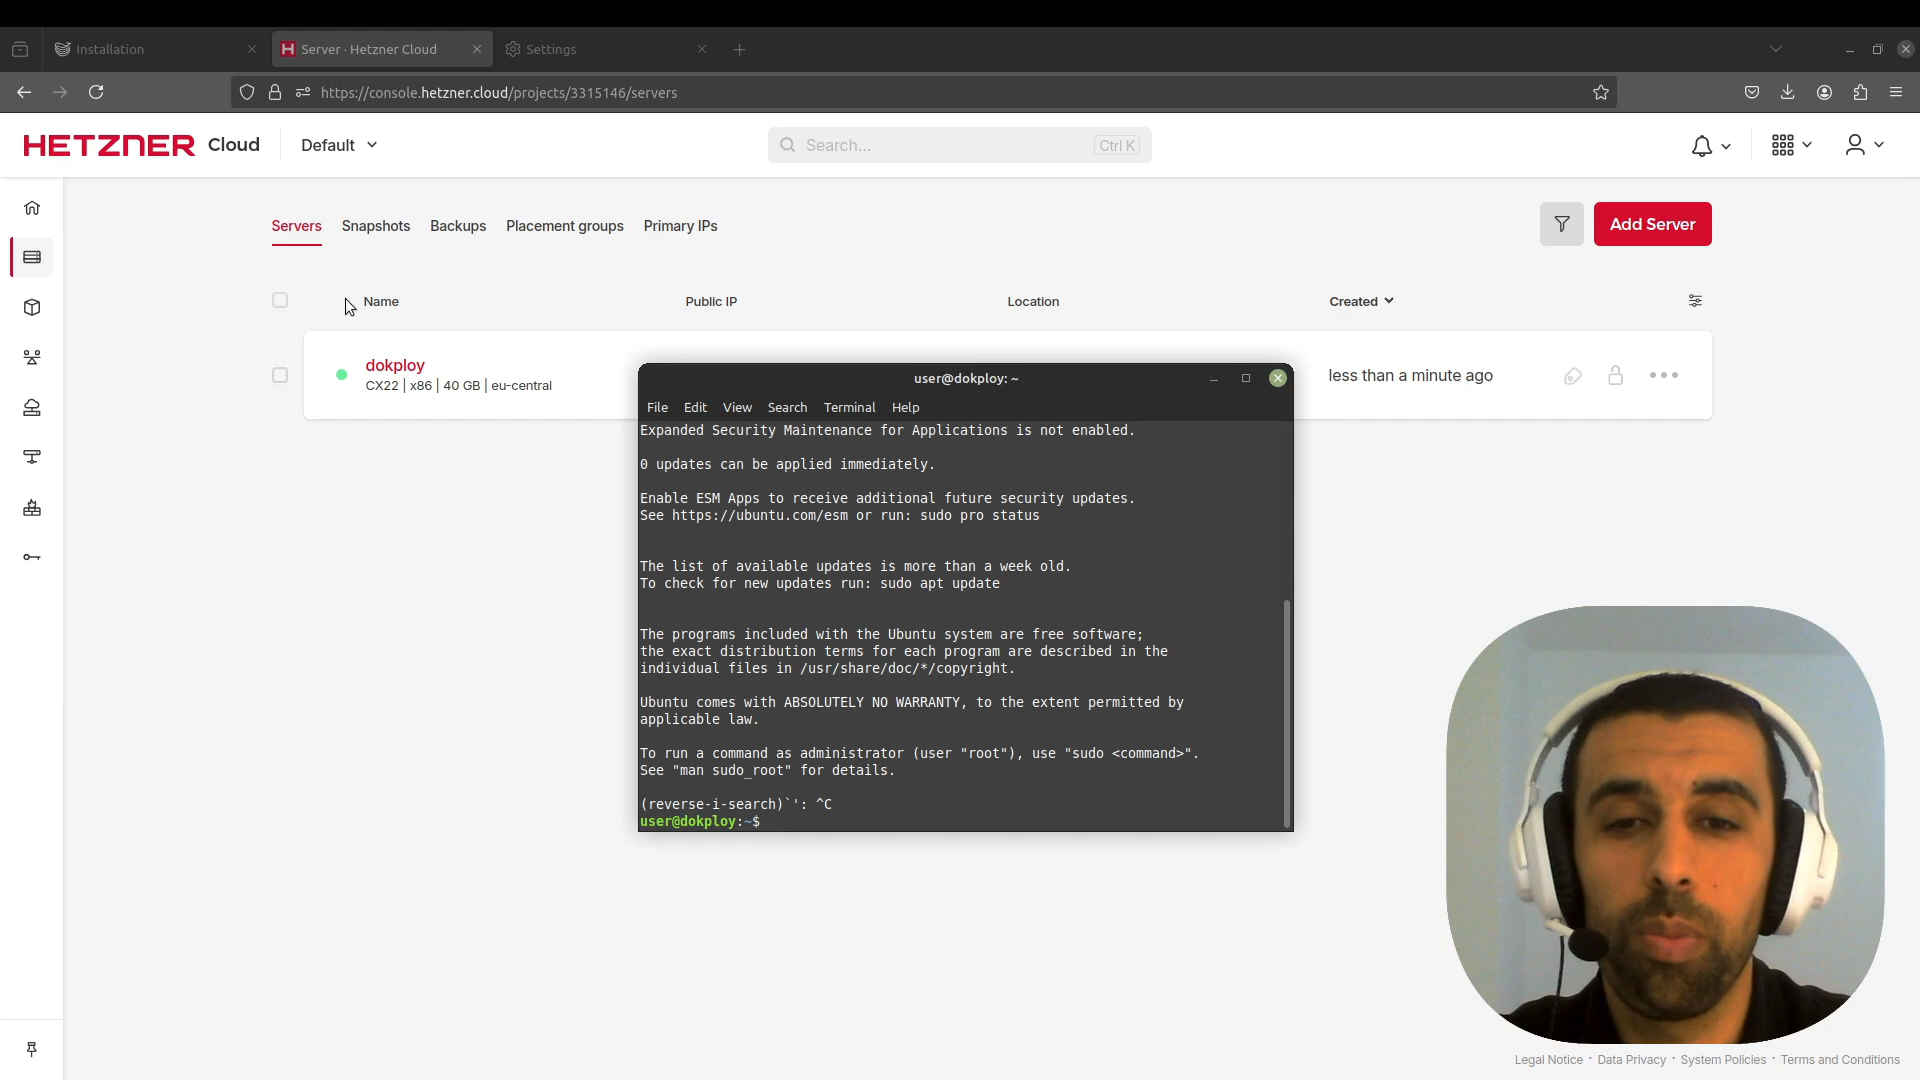 Installation
Server · Hetzner Cloud
Settings
https://console.hetzner.cloud/projects/3315146/servers
HETZNER Cloud
Default
Search...
Ctrl K
Servers
Snapshots
Backups
Placement groups
Primary IPs
Add Server
Name
Public IP
Location
Created
dokploy
CX22 | x86 | 40 GB | eu-central
less than a minute ago
user@dokploy: ~
File Edit View Search Terminal Help
Expanded Security Maintenance for Applications is not enabled.
0 updates can be applied immediately.
Enable ESM Apps to receive additional future security updates.
See https://ubuntu.com/esm or run: sudo pro status
The list of available updates is more than a week old.
To check for new updates run: sudo apt update
The programs included with the Ubuntu system are free software;
the exact distribution terms for each program are described in the
individual files in /usr/share/doc/*/copyright.
Ubuntu comes with ABSOLUTELY NO WARRANTY, to the extent permitted by
applicable law.
To run a command as administrator (user "root"), use "sudo <command>".
See "man sudo_root" for details.
(reverse-i-search)`': ^C
user@dokploy:~$
Legal Notice · Data Privacy · System Policies · Terms and Conditions